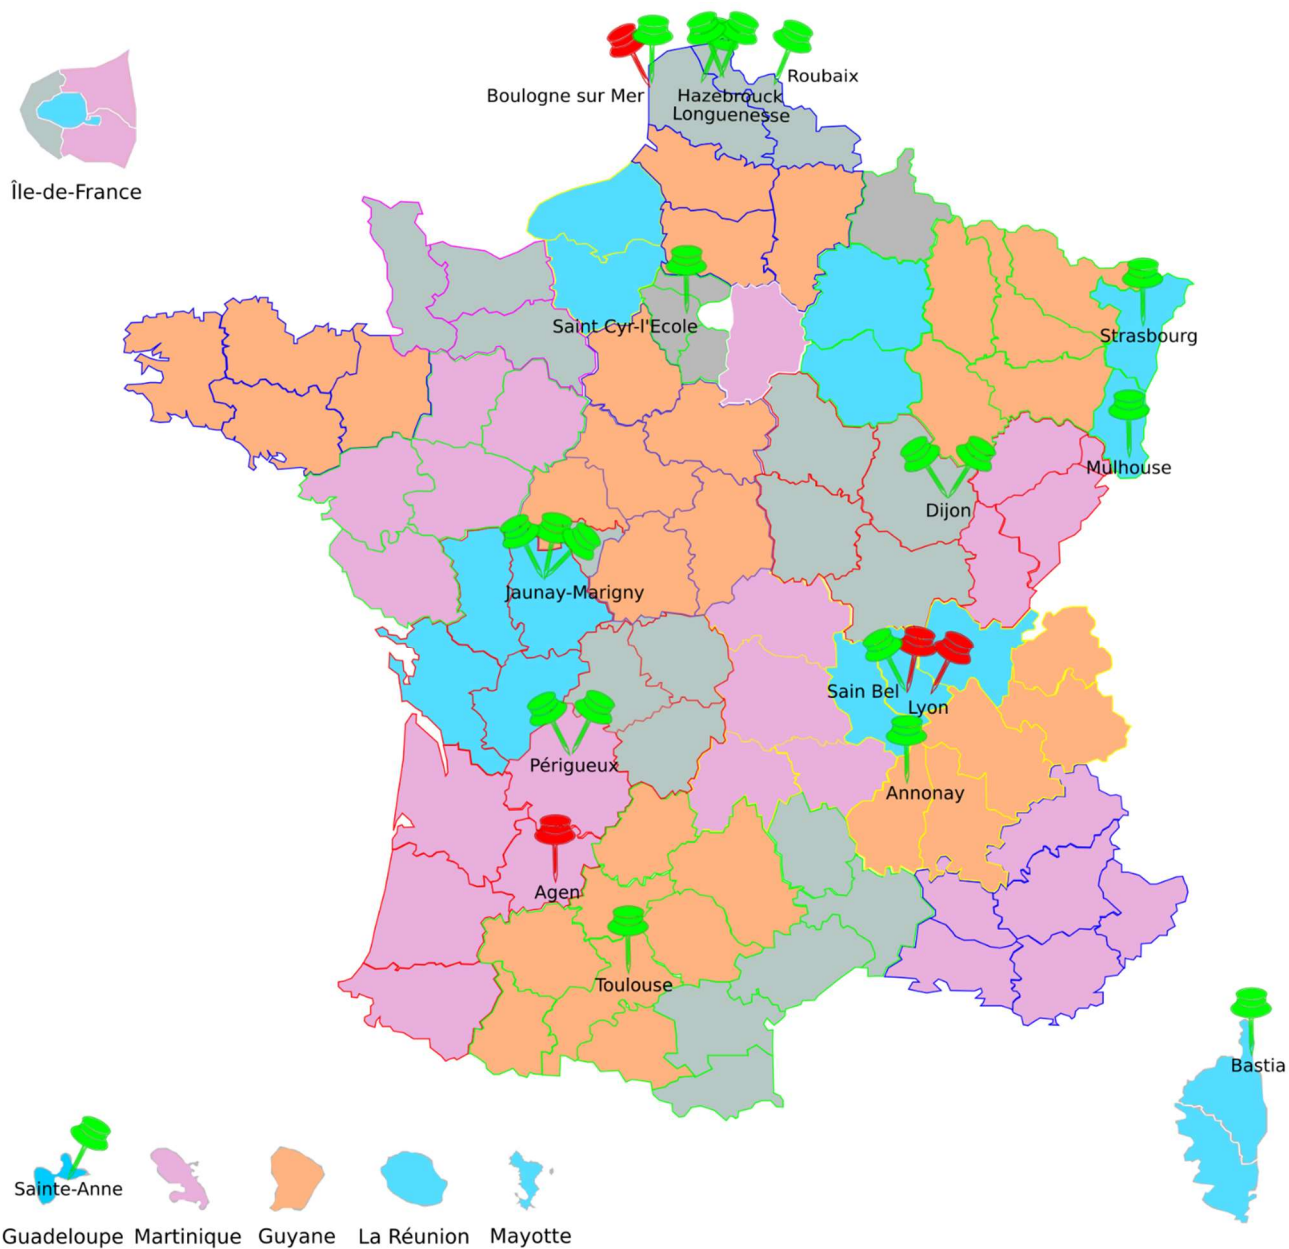 Roubaix
Boulogne sur Mer
Hazebrouck
Longuenesse
Île-de-France
Saint Cyr-l'Ecole
Strasbourg
Mulhouse
Dijon
Jaunay-Marigny
Sain Bel
Lyon
Périgueux
Annonay
Agen
Toulouse
Bastia
Sainte-Anne
Guadeloupe
Martinique
Guyane
La Réunion
Mayotte